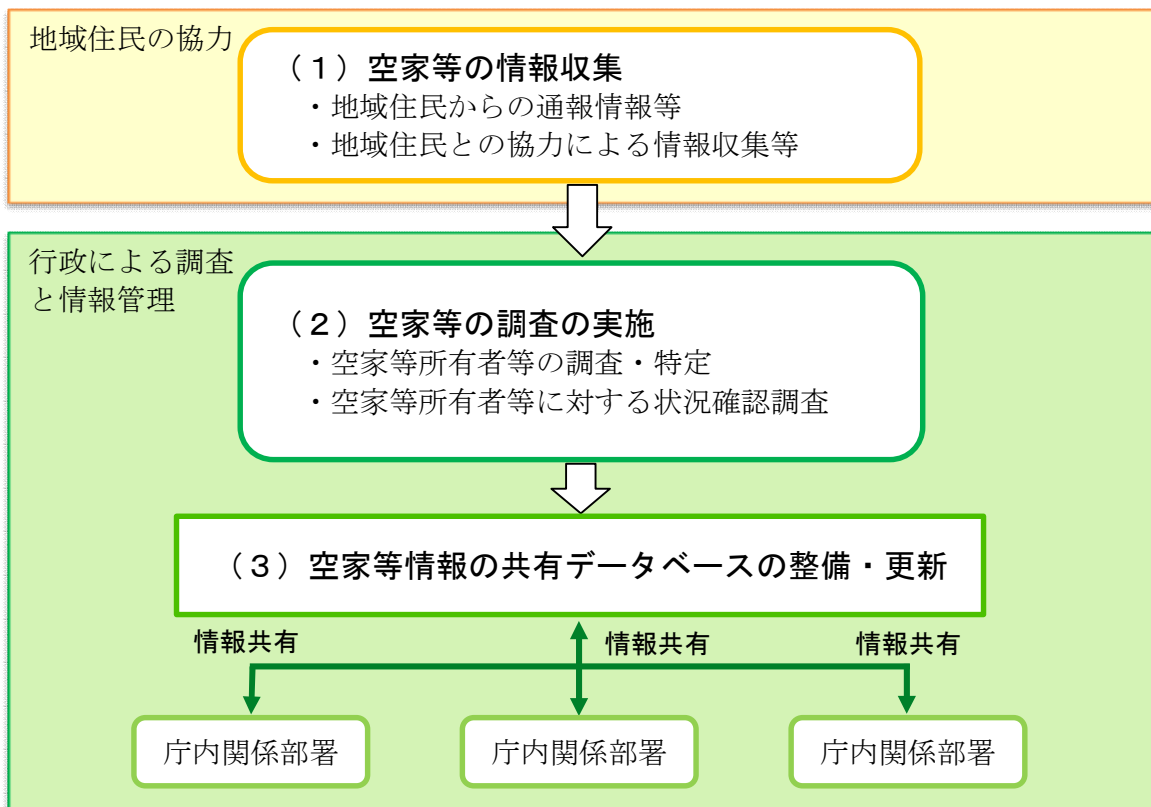 地域住民の協力
（１）空家等の情報収集
・地域住民からの通報情報等
・地域住民との協力による情報収集等
行政による調査
と情報管理
（２）空家等の調査の実施
・空家等所有者等の調査・特定
・空家等所有者等に対する状況確認調査
（３）空家等情報の共有データベースの整備・更新
情報共有
情報共有
情報共有
庁内関係部署
庁内関係部署
庁内関係部署